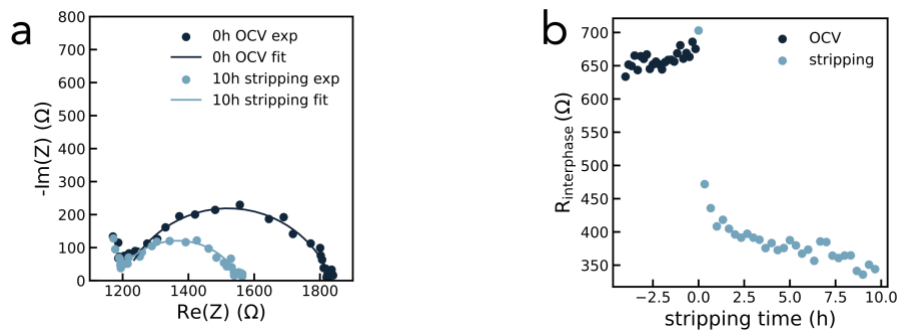 a
800
700
600
500
400
300
200
100
0
-Im(Z) (Ω)
0h OCV exp
0h OCV fit
10h stripping exp
10h stripping fit
1200 1400 1600 1800
Re(Z) (Ω)
b
700
650
600
550
500
450
400
350
Rinterphase (Ω)
OCV
stripping
−2.5 0.0 2.5 5.0 7.5 10.0
stripping time (h)